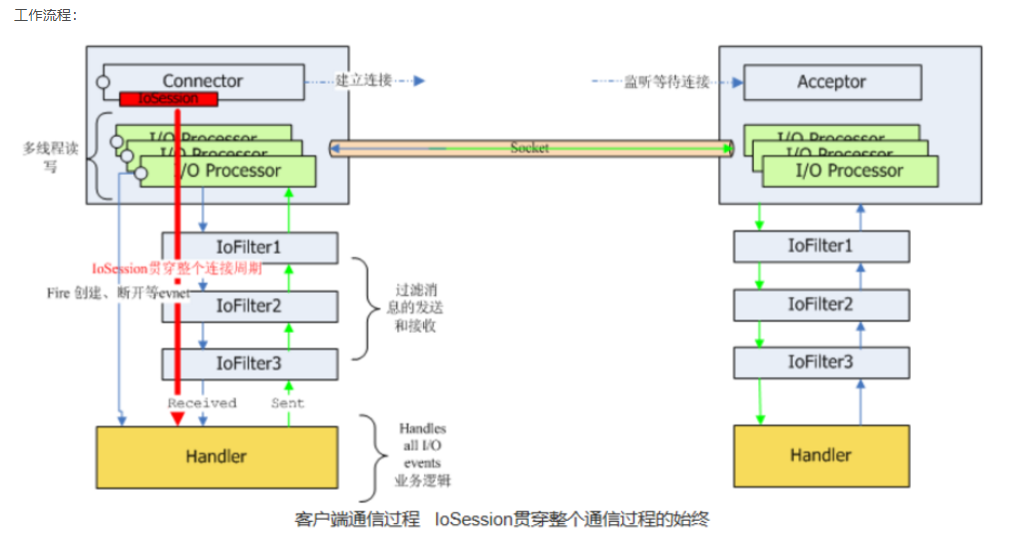 工作流程：
Connector
IoSession
建立连接
监听等待连接
Acceptor
多线程读
写
I/O Processor
I/O Processor
I/O Processor
Socket
I/O Processor
I/O Processor
I/O Processor
IoFilter1
IoSession贯穿整个连接周期
Fire 创建、断开等evnet
IoFilter2
IoFilter3
过滤消
息的发送
和接收
Received
Sent
Handler
Handles
all I/O
events
业务逻辑
IoFilter1
IoFilter2
IoFilter3
Handler
客户端通信过程 IoSession贯穿整个通信过程的始终